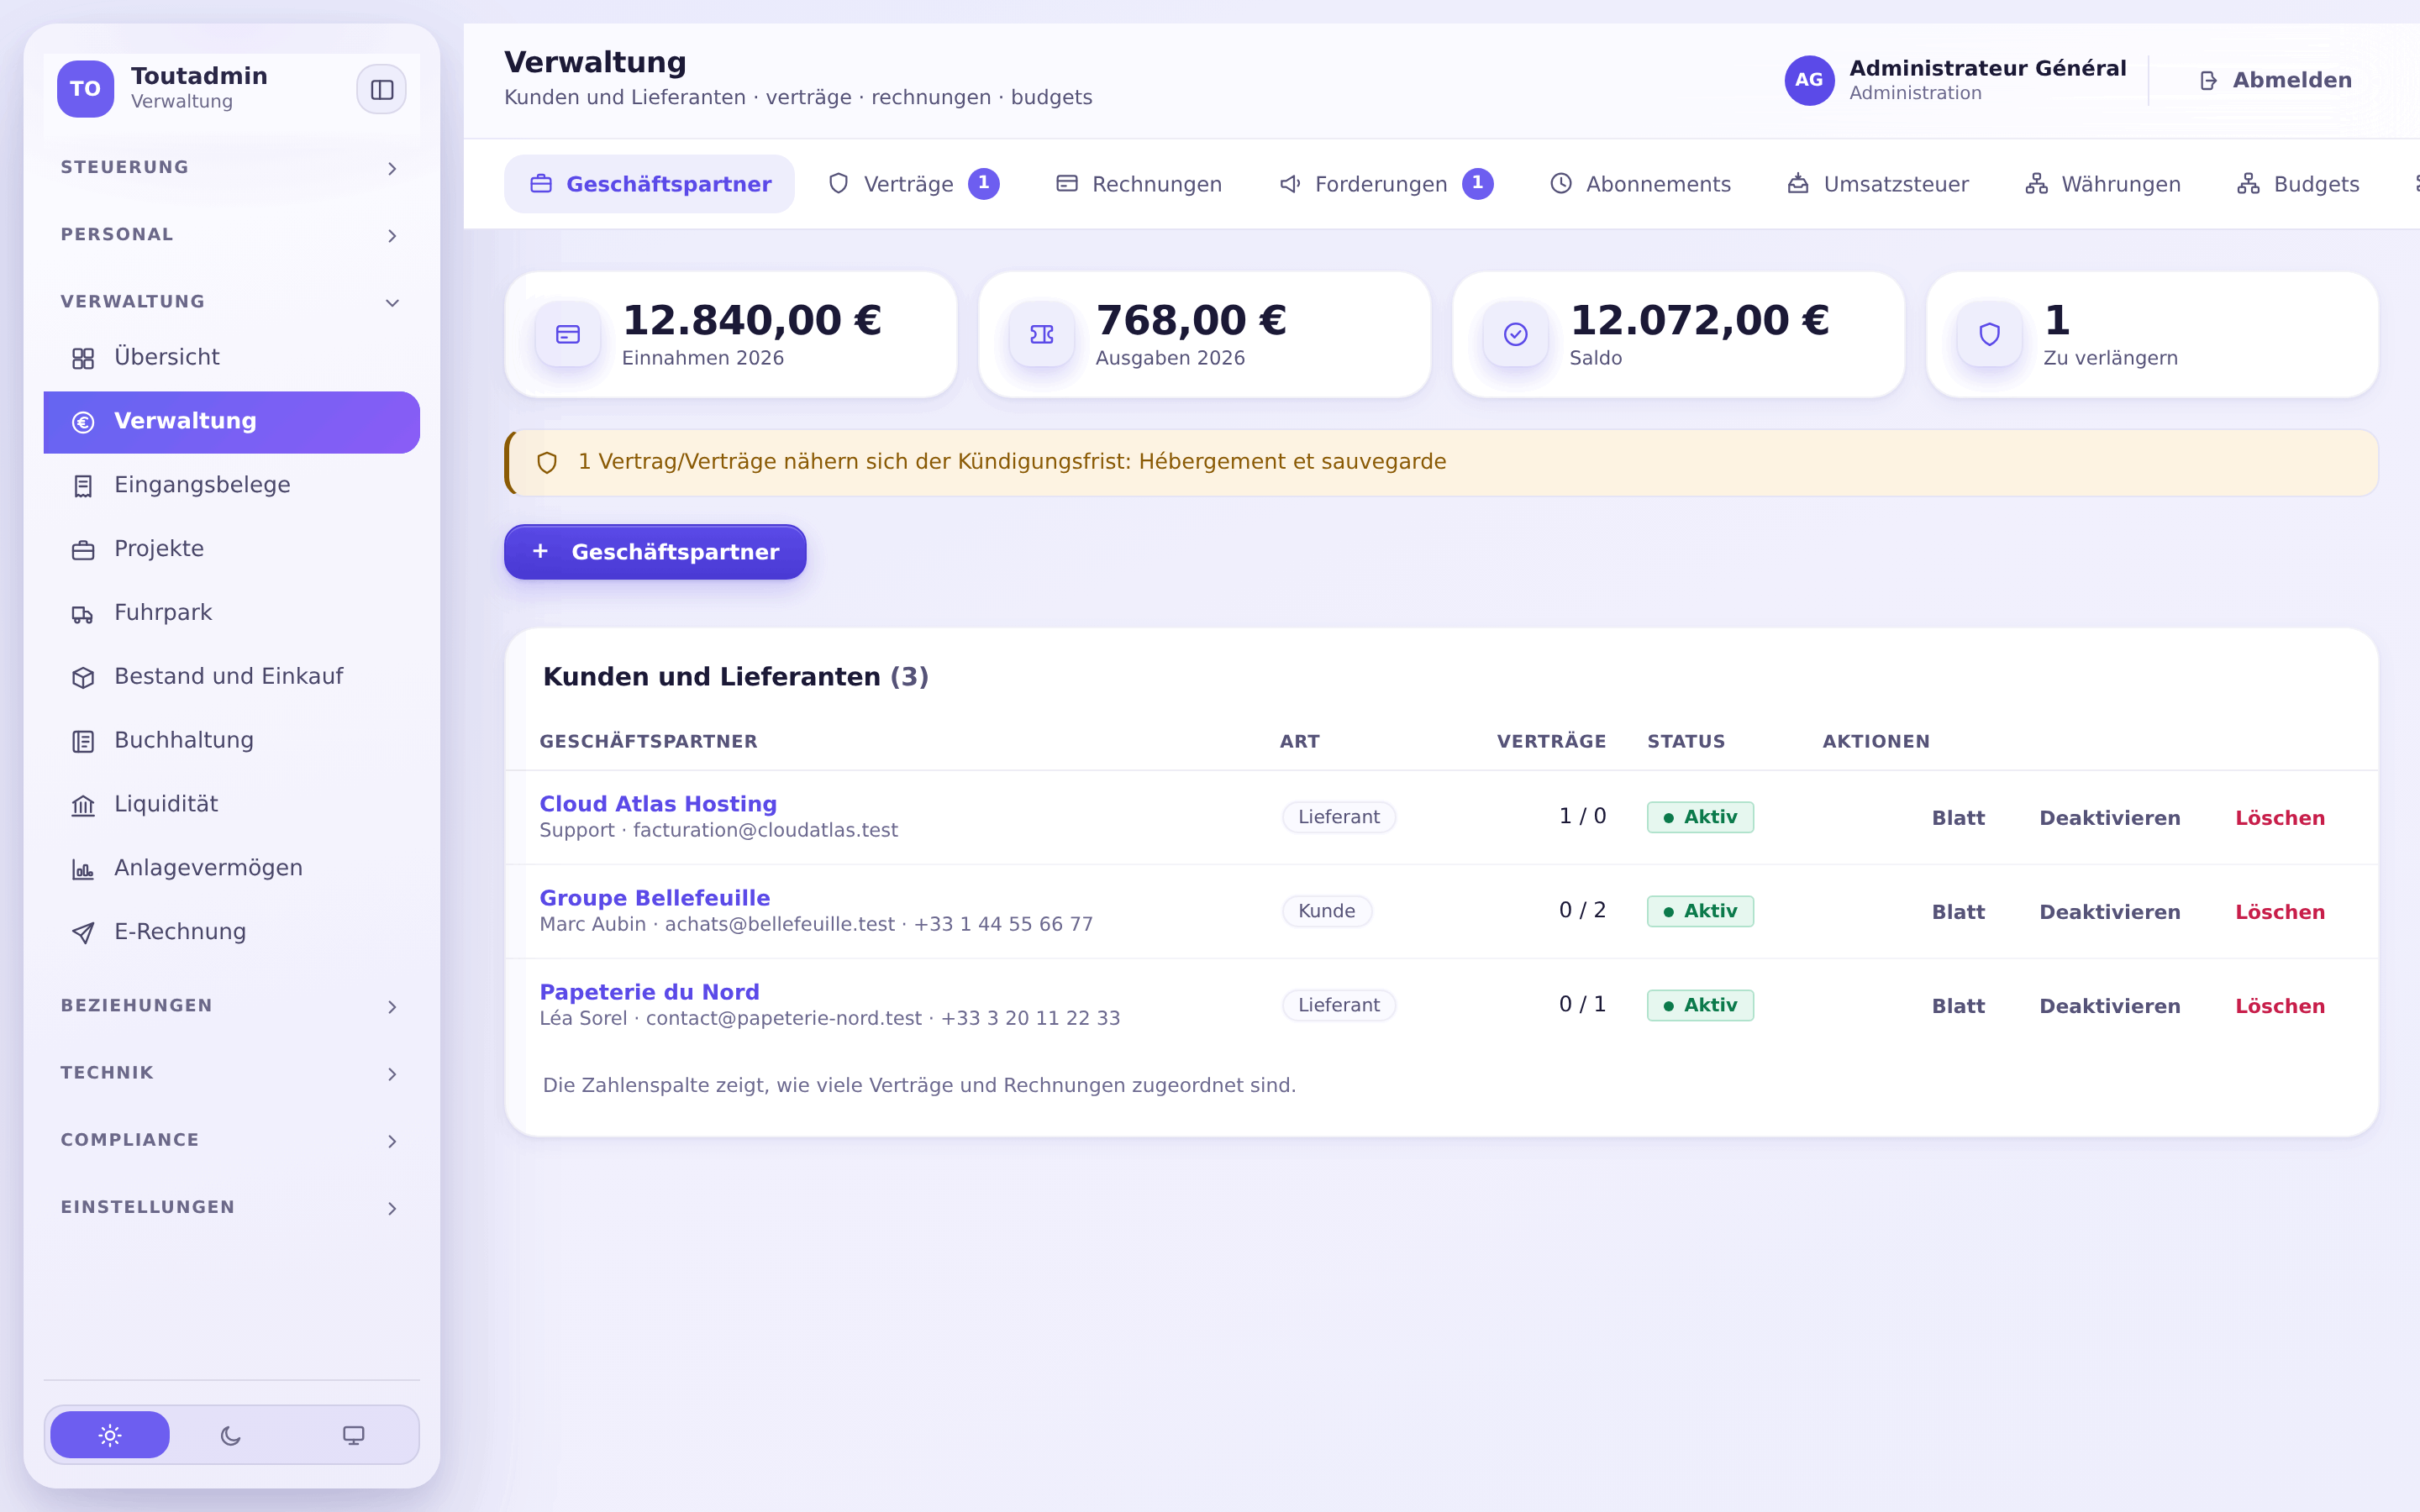 TO
Toutadmin
Verwaltung
STEUERUNG
PERSONAL
VERWALTUNG
Übersicht
Verwaltung
Eingangsbelege
Projekte
Fuhrpark
Bestand und Einkauf
Buchhaltung
Liquidität
Anlagevermögen
E-Rechnung
BEZIEHUNGEN
TECHNIK
COMPLIANCE
EINSTELLUNGEN
Verwaltung
Kunden und Lieferanten · verträge · rechnungen · budgets
AG
Administrateur Général
Administration
Abmelden
Geschäftspartner
Verträge 1
Rechnungen
Forderungen 1
Abonnements
Umsatzsteuer
Währungen
Budgets
12.840,00 €
Einnahmen 2026
768,00 €
Ausgaben 2026
12.072,00 €
Saldo
1
Zu verlängern
1 Vertrag/Verträge nähern sich der Kündigungsfrist: Hébergement et sauvegarde
+ Geschäftspartner
Kunden und Lieferanten (3)
GESCHÄFTSPARTNER ART VERTRÄGE STATUS AKTIONEN
Cloud Atlas Hosting
Support · facturation@cloudatlas.test
Lieferant 1 / 0 Aktiv Blatt Deaktivieren Löschen
Groupe Bellefeuille
Marc Aubin · achats@bellefeuille.test · +33 1 44 55 66 77
Kunde 0 / 2 Aktiv Blatt Deaktivieren Löschen
Papeterie du Nord
Léa Sorel · contact@papeterie-nord.test · +33 3 20 11 22 33
Lieferant 0 / 1 Aktiv Blatt Deaktivieren Löschen
Die Zahlenspalte zeigt, wie viele Verträge und Rechnungen zugeordnet sind.